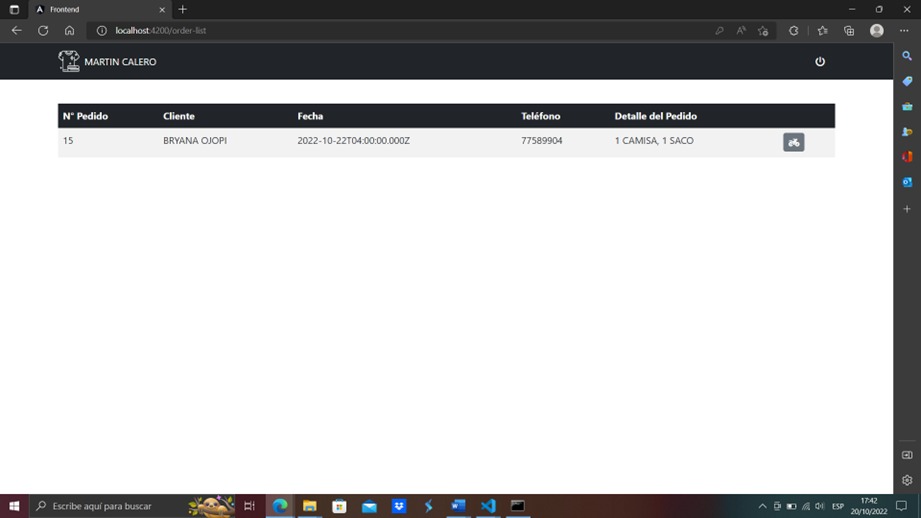 Frontend
localhost:4200/order-list
MARTIN CALERO
N° Pedido Cliente Fecha Teléfono Detalle del Pedido
15 BRYANA OJOPI 2022-10-22T04:00:00.000Z 77589904 1 CAMISA, 1 SACO
Escribe aquí para buscar
ESP
17:42
20/10/2022